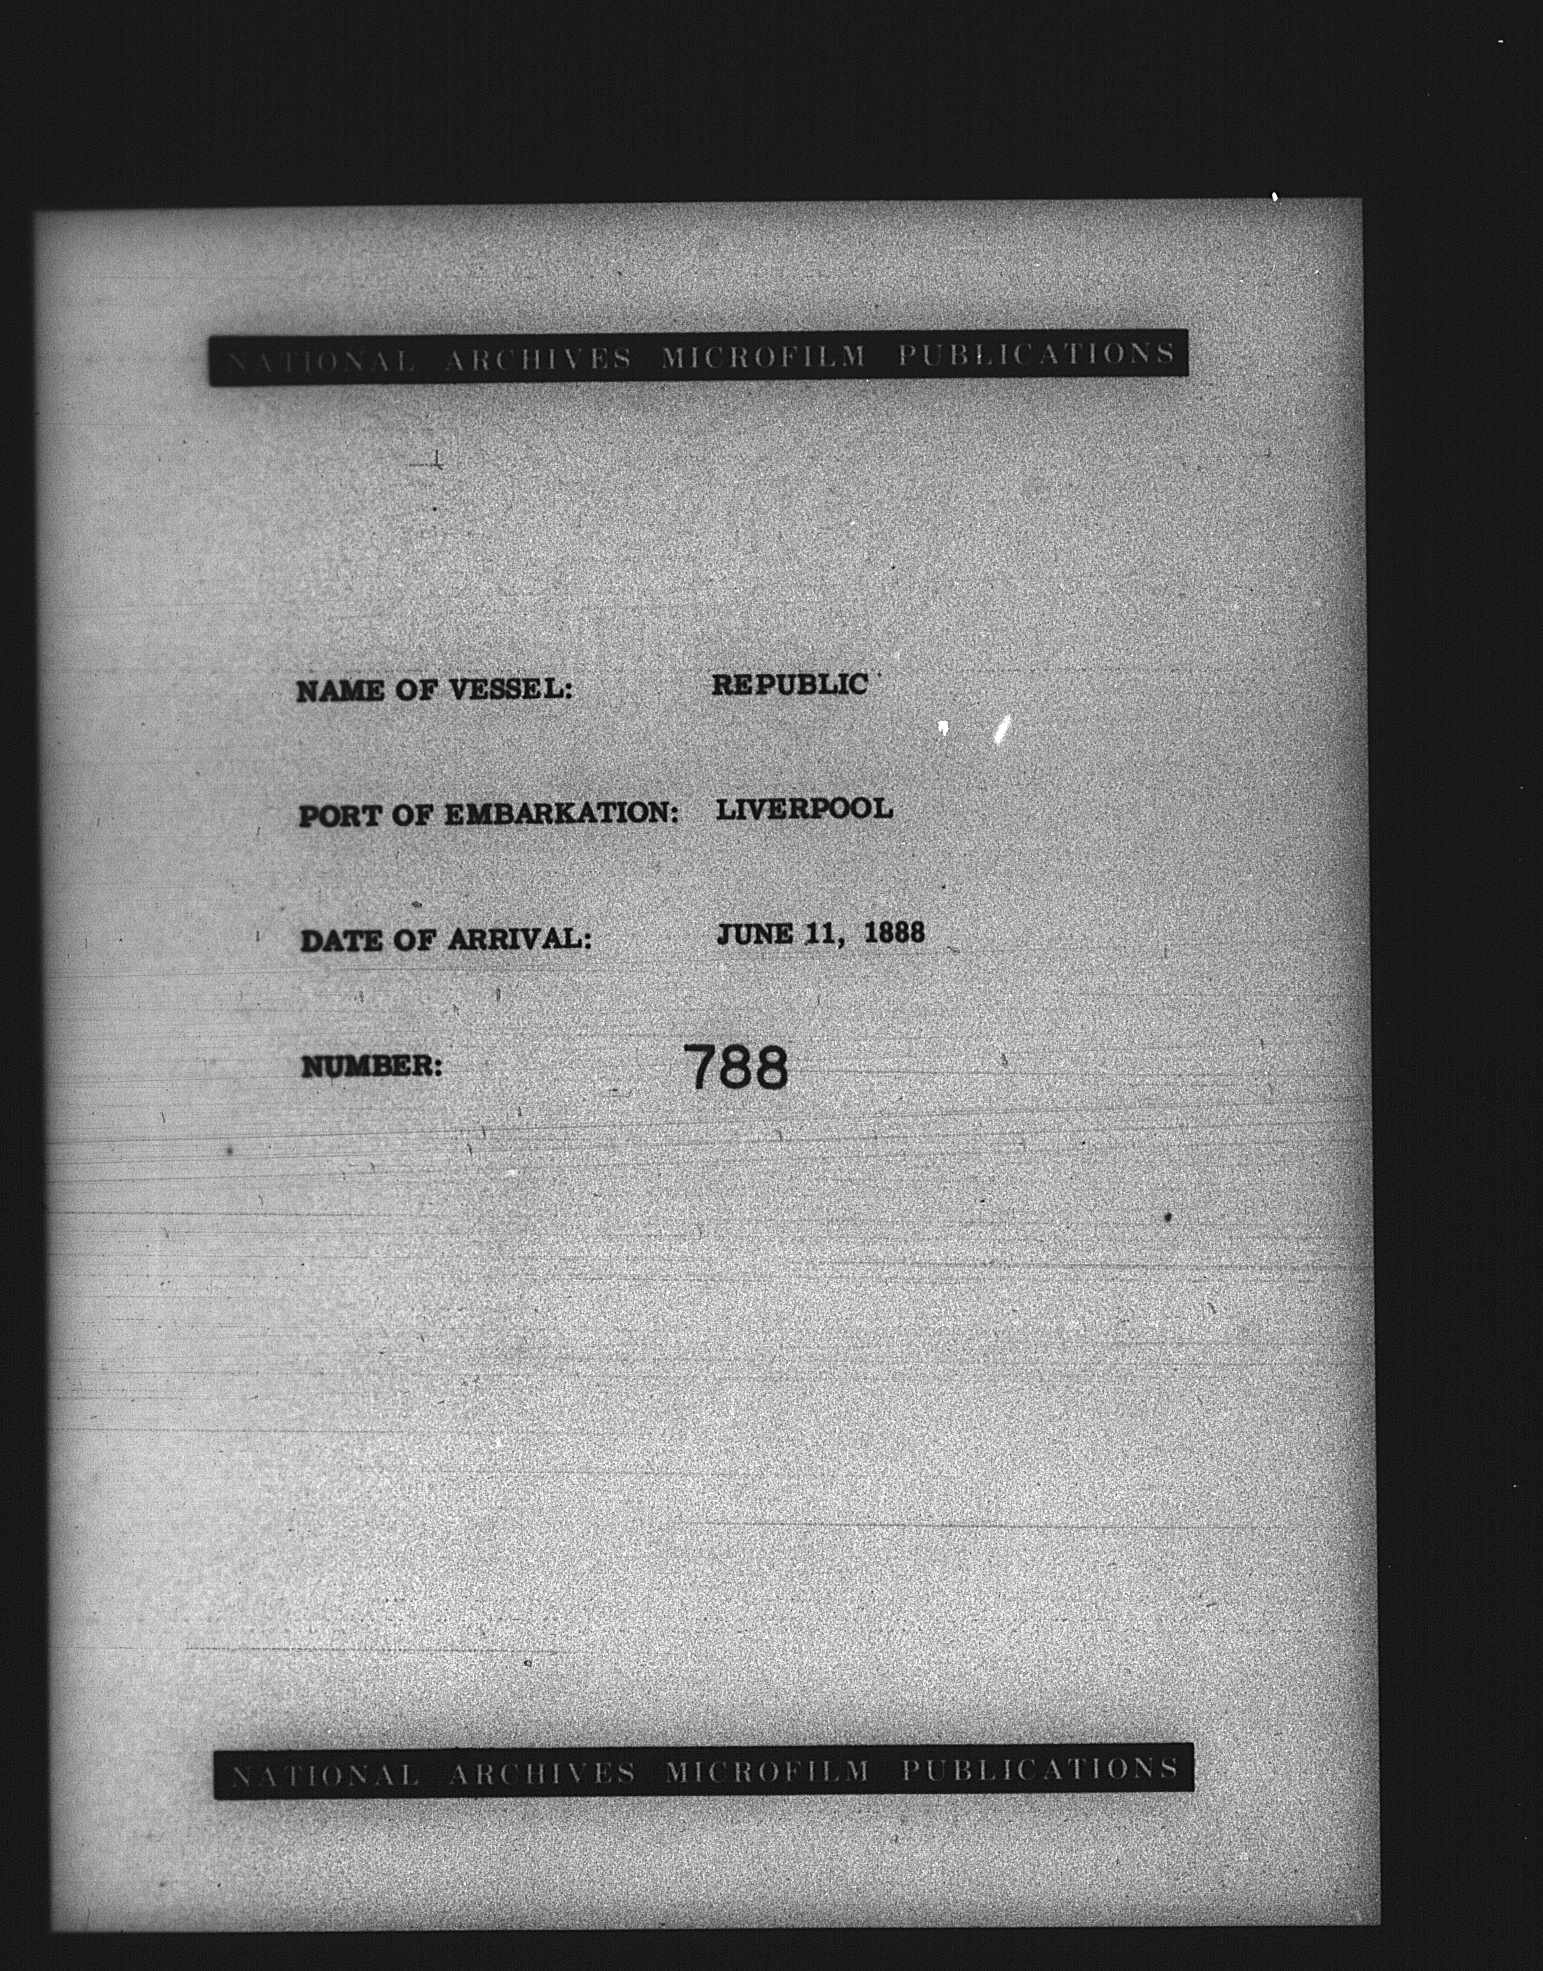 NATIONAL ARCHIVES MICROFILM PUBLICATIONS
NAME OF VESSEL: REPUBLIC
PORT OF EMBARKATION: LIVERPOOL
DATE OF ARRIVAL: JUNE 11, 1888
NUMBER: 788
NATIONAL ARCHIVES MICROFILM PUBLICATIONS